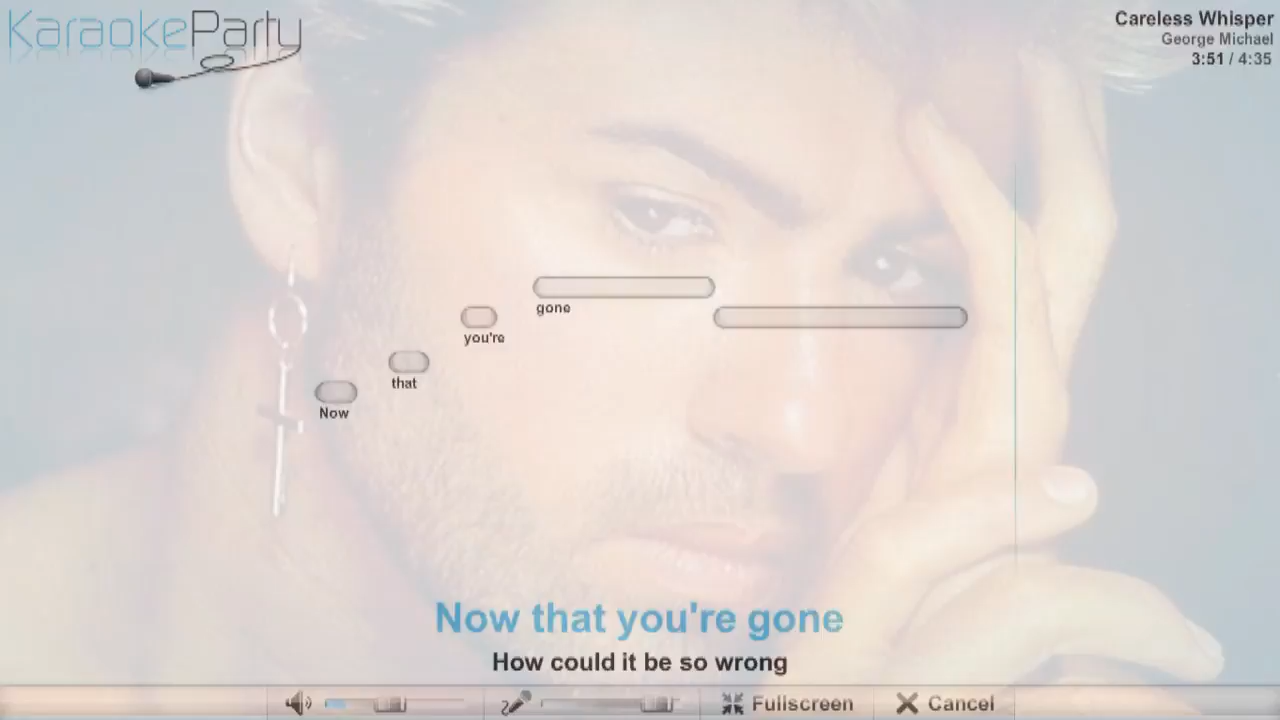 KaraokeParty
Careless Whisper
George Michael
3:51 / 4:35
gone
you're
that
Now
Now that you're gone
How could it be so wrong
Fullscreen
Cancel